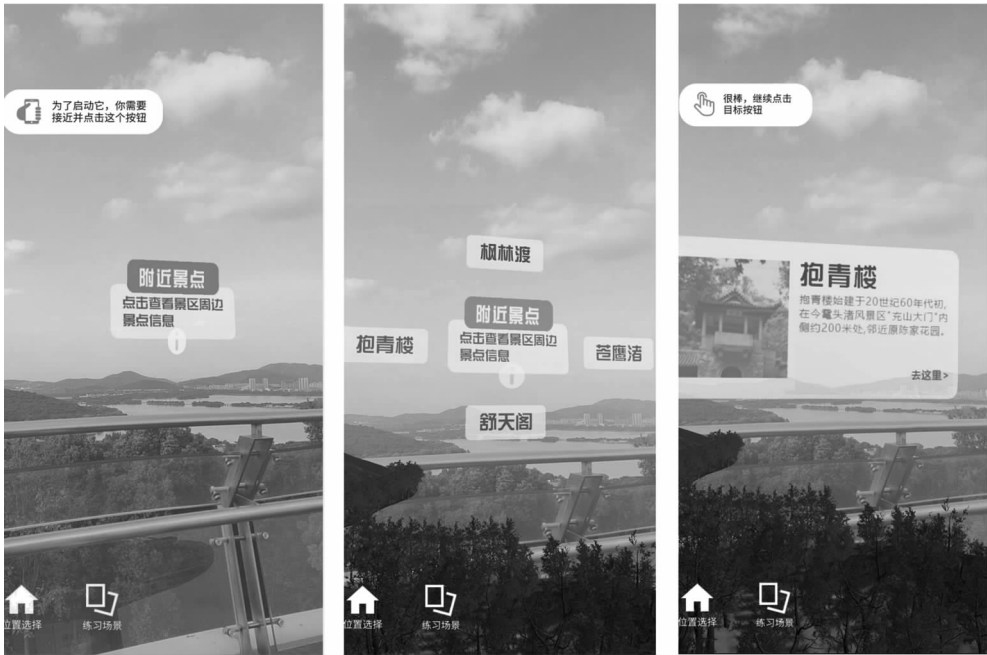 为了启动它，你需要
接近并点击这个按钮
附近景点
点击查看景区周边
景点信息
位置选择
练习场景
枫林渡
附近景点
抱青楼
点击查看景区周边
景点信息
苍鹰渚
舒天阁
位置选择
练习场景
很棒，继续点击
目标按钮
抱青楼
抱青楼始建于20世纪60年代初,
在今鼋头渚风景区"充山大门"内
侧约200米处,邻近原陈家花园。
去这里>
位置选择
练习场景